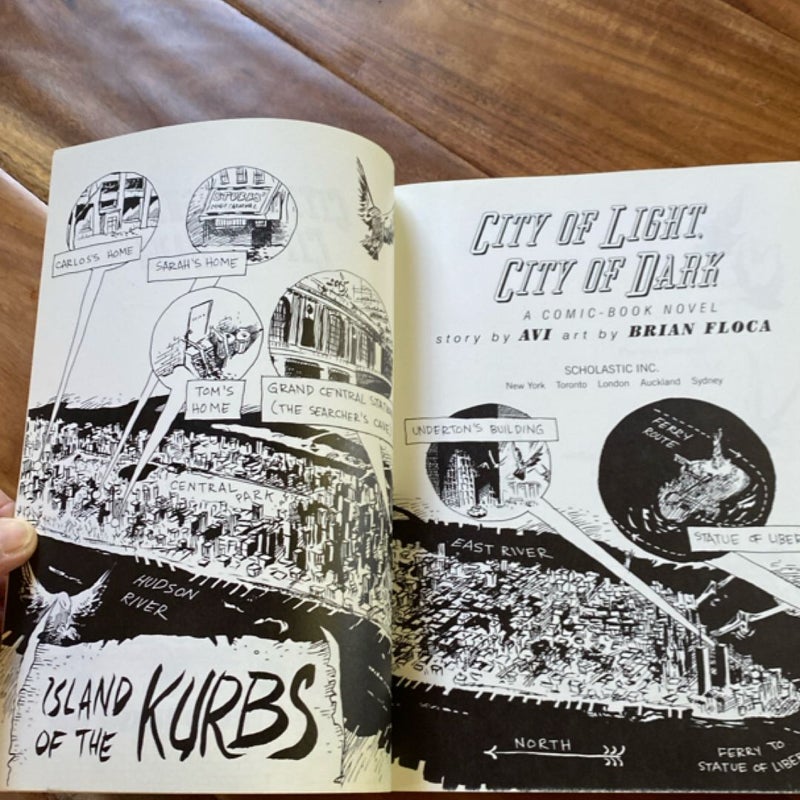 CARLOS'S HOME
SARAH'S HOME
TOM'S
HOME
GRAND CENTRAL STATION
(THE SEARCHER'S CAVE
CENTRAL PARK
HUDSON
RIVER
ISLAND
OF THE
KURBS
CITY OF LIGHT,
CITY OF DARK
A COMIC-BOOK NOVEL
story by AVI art by BRIAN FLOCA
SCHOLASTIC INC.
New York Toronto London Auckland Sydney
UNDERTON'S BUILDING
FERRY
ROUTE
STATUE OF LIBER
EAST RIVER
NORTH
FERRY TO
STATUE OF LIBER